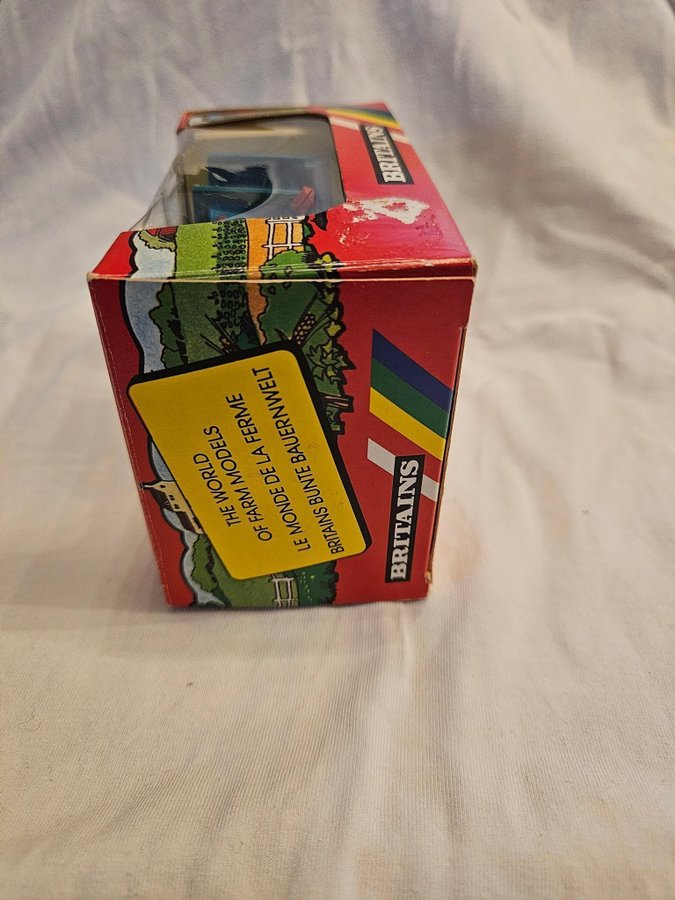 BRITAINS
THE WORLD
OF FARM MODELS
LE MONDE DE LA FERME
BRITAINS BUNTE BAUERNWELT
BRITAINS